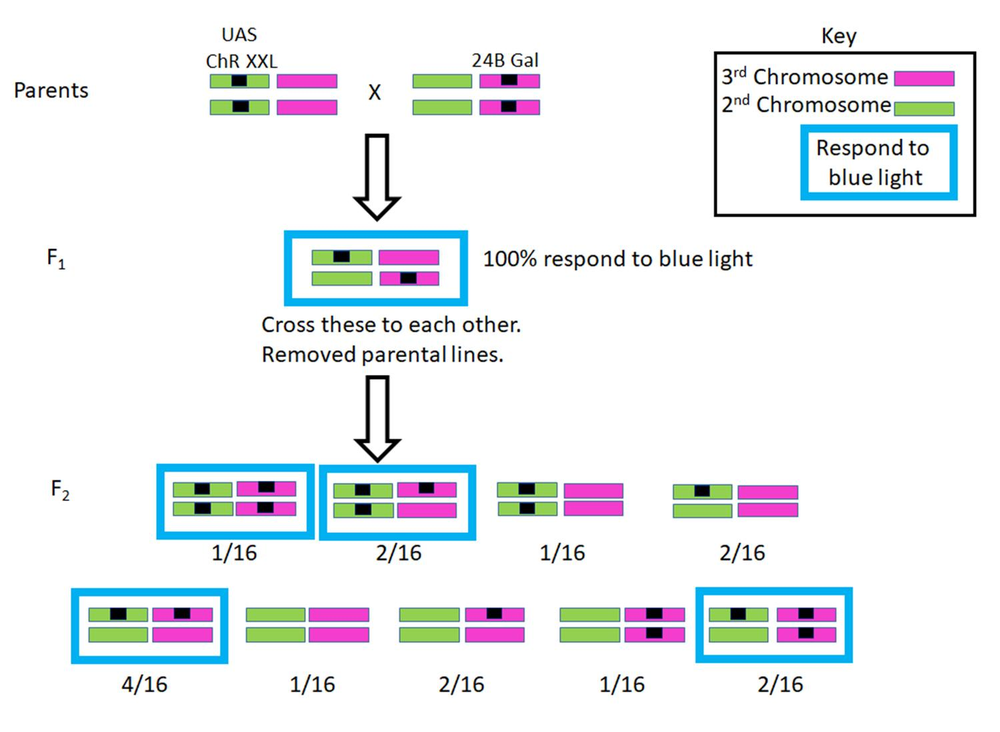 UAS
ChR XXL
24B Gal
Key
Parents
X
3rd Chromosome
2nd Chromosome
Respond to
blue light
F1
100% respond to blue light
Cross these to each other.
Removed parental lines.
F2
1/16
2/16
1/16
2/16
4/16
1/16
2/16
1/16
2/16